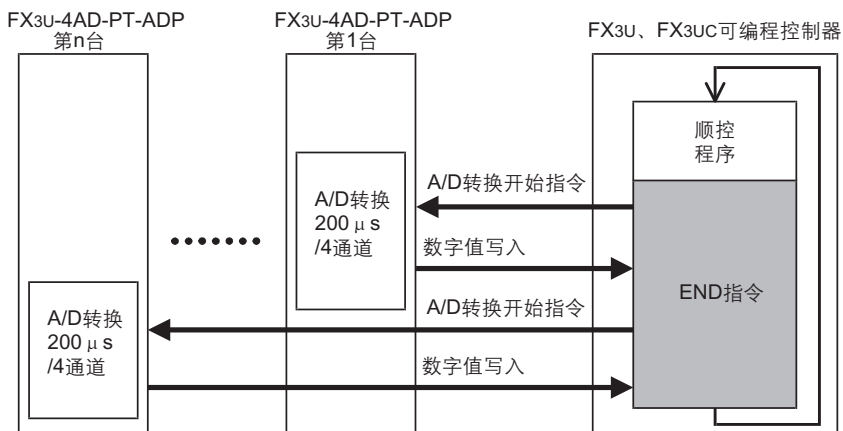 FX3U-4AD-PT-ADP
第n台
FX3U-4AD-PT-ADP
第1台
FX3U、FX3UC可编程控制器
顺控
程序
A/D转换开始指令
A/D转换
200μs
/4通道
数字值写入
END指令
A/D转换开始指令
A/D转换
200μs
/4通道
数字值写入